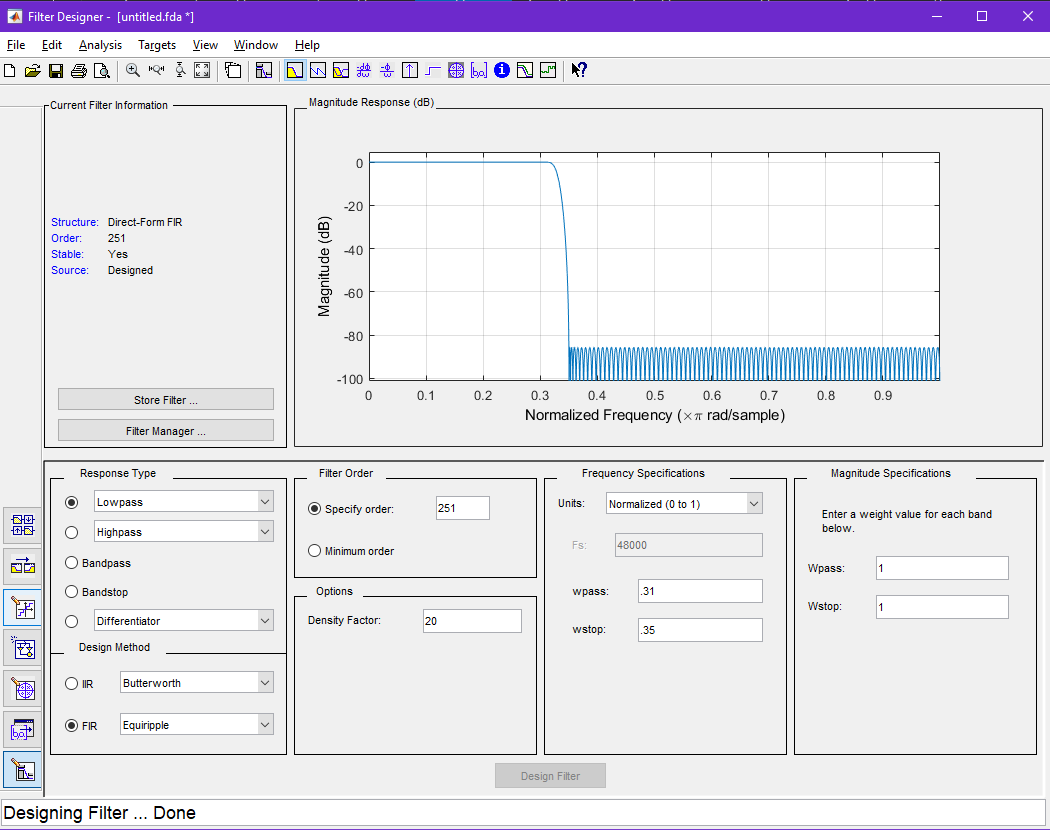 Filter Designer - [untitled.fda *]
File Edit Analysis Targets View Window Help
Current Filter Information
Structure: Direct-Form FIR
Order: 251
Stable: Yes
Source: Designed
Store Filter ...
Filter Manager ...
Magnitude Response (dB)
Magnitude (dB)
0
-20
-40
-60
-80
-100
0 0.1 0.2 0.3 0.4 0.5 0.6 0.7 0.8 0.9
Normalized Frequency (×π rad/sample)
Response Type
Lowpass
Highpass
Bandpass
Bandstop
Differentiator
Design Method
IIR Butterworth
FIR Equiripple
Filter Order
Specify order: 251
Minimum order
Options
Density Factor: 20
Frequency Specifications
Units: Normalized (0 to 1)
Fs: 48000
wpass: .31
wstop: .35
Magnitude Specifications
Enter a weight value for each band
below.
Wpass: 1
Wstop: 1
Design Filter
Designing Filter ... Done